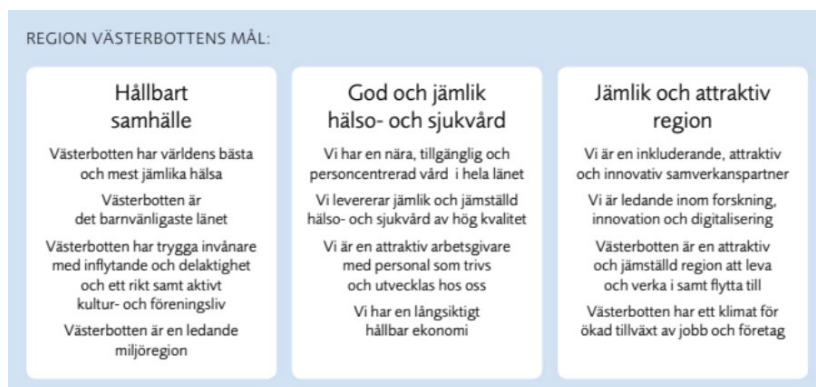 REGION VÄSTERBOTTENS MÅL:
Hållbart
samhälle
Västerbotten har världens bästa
och mest jämlika hälsa
Västerbotten är
det barnvänligaste länet
Västerbotten har trygga invånare
med inflytande och delaktighet
och ett rikt samt aktivt
kultur- och föreningsliv
Västerbotten är en ledande
miljöregion
God och jämlik
hälso- och sjukvård
Vi har en nära, tillgänglig och
personcentrerad vård i hela länet
Vi levererar jämlik och jämställd
hälso- och sjukvård av hög kvalitet
Vi är en attraktiv arbetsgivare
med personal som trivs
och utvecklas hos oss
Vi har en långsiktigt
hållbar ekonomi
Jämlik och attraktiv
region
Vi är en inkluderande, attraktiv
och innovativ samverkanspartner
Vi är ledande inom forskning,
innovation och digitalisering
Västerbotten är en attraktiv
och jämställd region att leva
och verka i samt flytta till
Västerbotten har ett klimat för
ökad tillväxt av jobb och företag